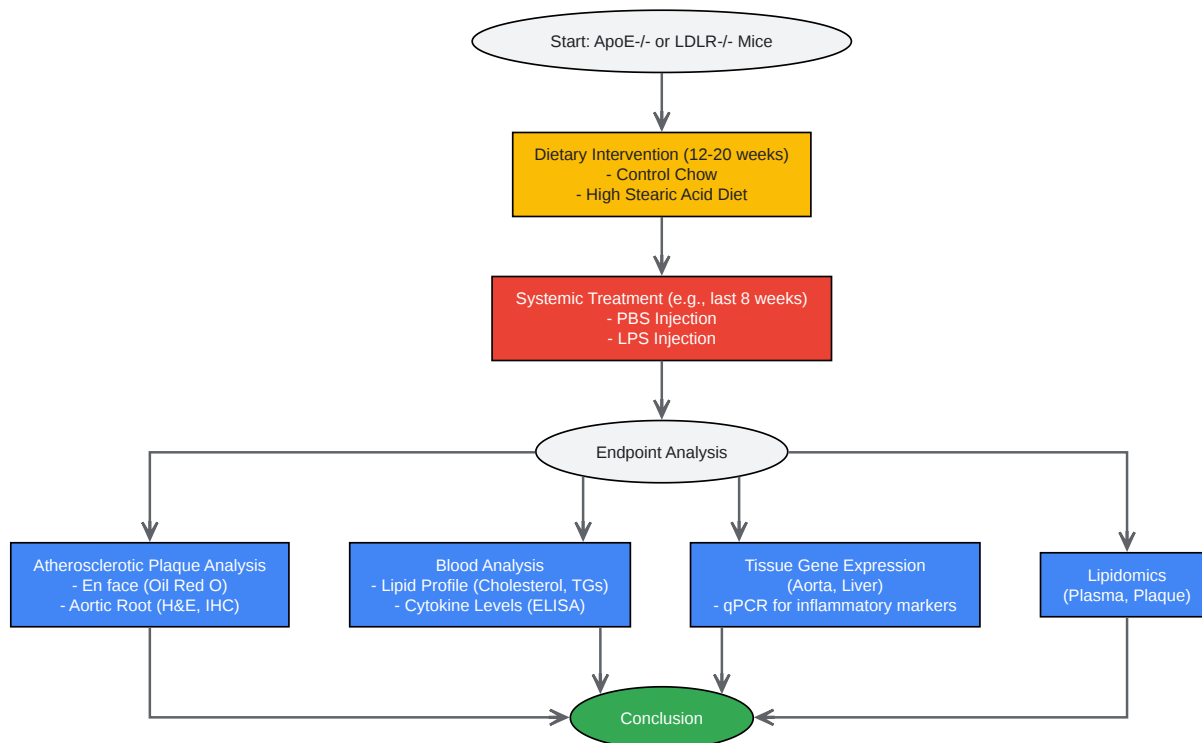 Start: ApoE-/- or LDLR-/- Mice
Dietary Intervention (12-20 weeks)
- Control Chow
- High Stearic Acid Diet
Systemic Treatment (e.g., last 8 weeks)
- PBS Injection
- LPS Injection
Endpoint Analysis
Atherosclerotic Plaque Analysis
- En face (Oil Red O)
- Aortic Root (H&E, IHC)
Blood Analysis
- Lipid Profile (Cholesterol, TGs)
- Cytokine Levels (ELISA)
Tissue Gene Expression
(Aorta, Liver)
- qPCR for inflammatory markers
Lipidomics
(Plasma, Plaque)
Conclusion